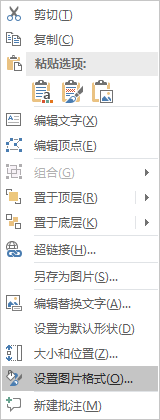 剪切(T)
复制(C)
粘贴选项:
编辑文字(X)
编辑顶点(E)
组合(G)
置于顶层(R)
置于底层(K)
超链接(H)...
另存为图片(S)...
编辑替换文字(A)...
设置为默认形状(D)
大小和位置(Z)...
设置图片格式(O)...
新建批注(M)